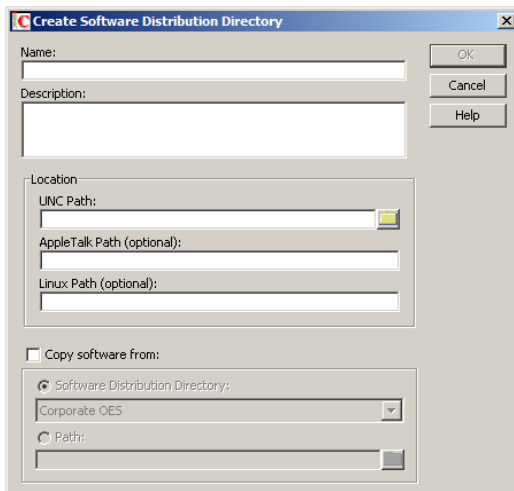 Create Software Distribution Directory
Name:
OK
Cancel
Description:
Help
Location
UNC Path:
AppleTalk Path (optional):
Linux Path (optional):
Copy software from:
Software Distribution Directory:
Corporate OES
Path: